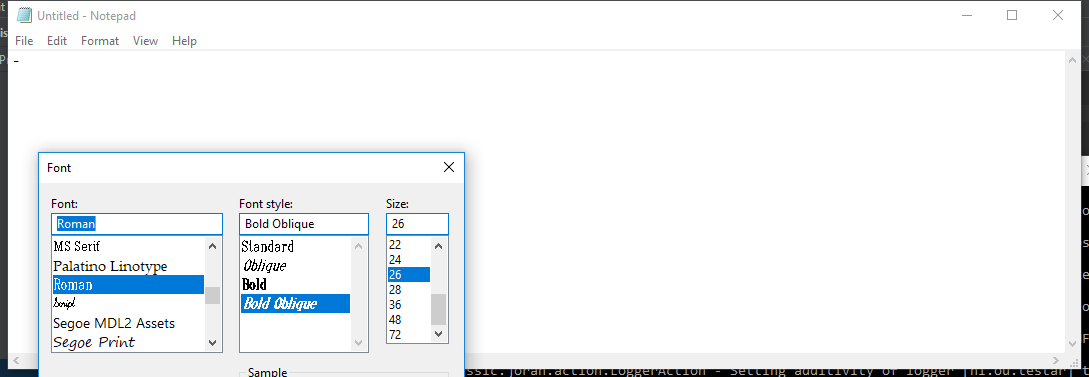 Untitled - Notepad
File Edit Format View Help
-
Font
Font: Font style: Size:
Roman Bold Oblique 26
MS Serif
Palatino Linotype
Roman
Script
Segoe MDL2 Assets
Segoe Print
Standard
Oblique
Bold
Bold Oblique
22
24
26
28
36
48
72
Sample
ssic.joran.action.LoggerAction - Setting additivity of logger [nl.ou.testar]